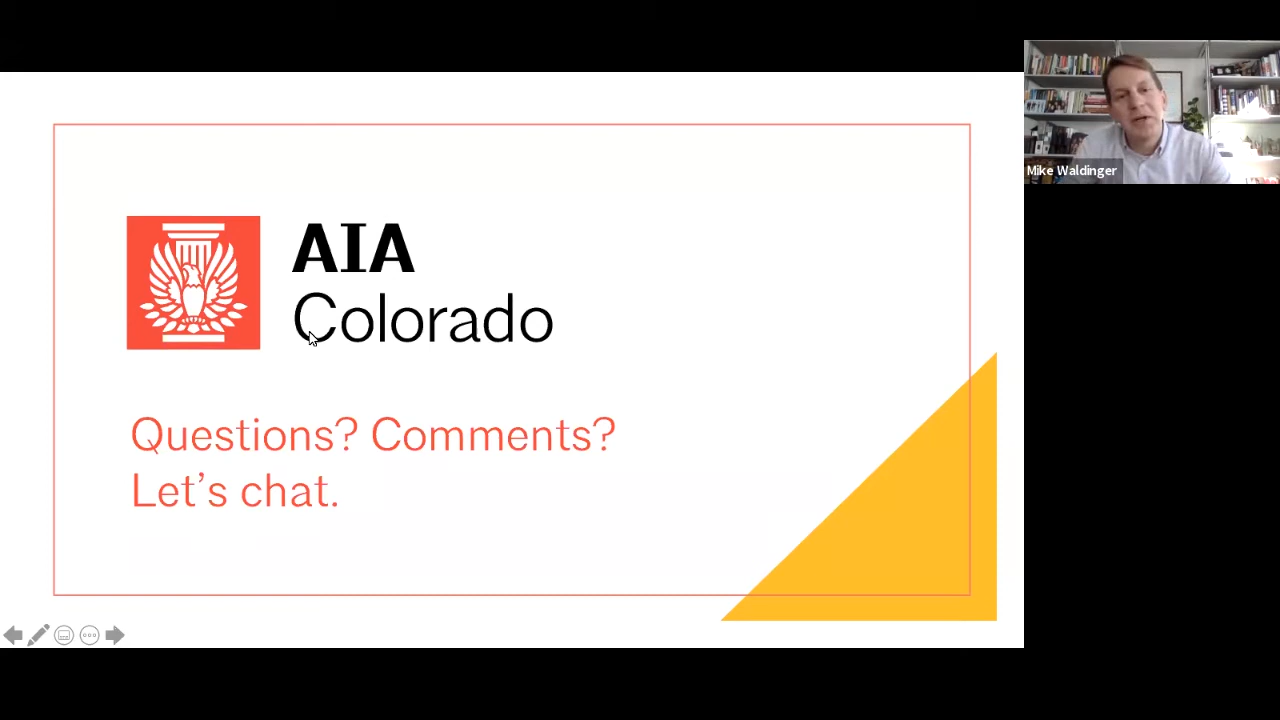 AIA
Colorado
Questions? Comments?
Let’s chat.
Mike Waldinger